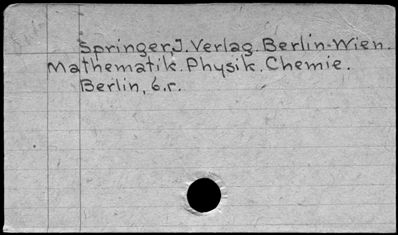 Springer, J. Verlag. Berlin-Wien.
Mathematik. Physik. Chemie.
Berlin, 6.r.